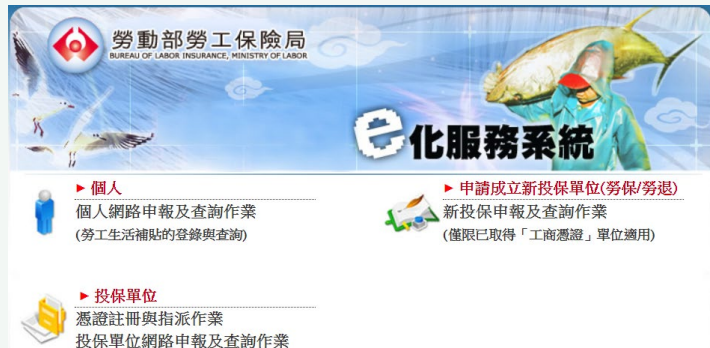 勞動部勞工保險局
BUREAU OF LABOR INSURANCE, MINISTRY OF LABOR
e化服務系統
►個人
個人網路申報及查詢作業
(勞工生活補貼的登錄與查詢)
►申請成立新投保單位(勞保/勞退)
新投保申報及查詢作業
(僅限已取得「工商憑證」單位適用)
►投保單位
憑證註冊與指派作業
投保單位網路申報及查詢作業